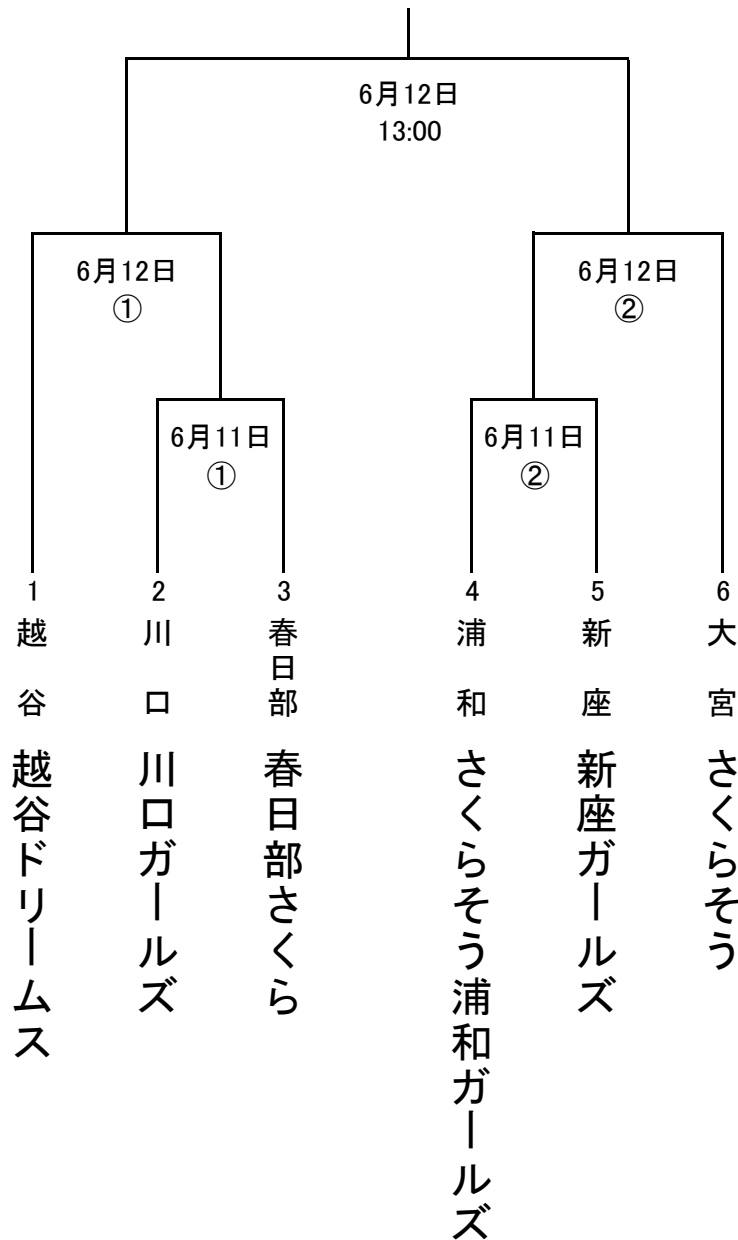 6月12日
13:00
6月12日
①
6月12日
②
6月11日
①
6月11日
②
1
2
3
4
5
6
越谷
川口
春日部
浦和
新座
大宮
越谷ドリームス
川口ガールズ
春日部さくら
さくらそう浦和ガールズ
新座ガールズ
さくらそう